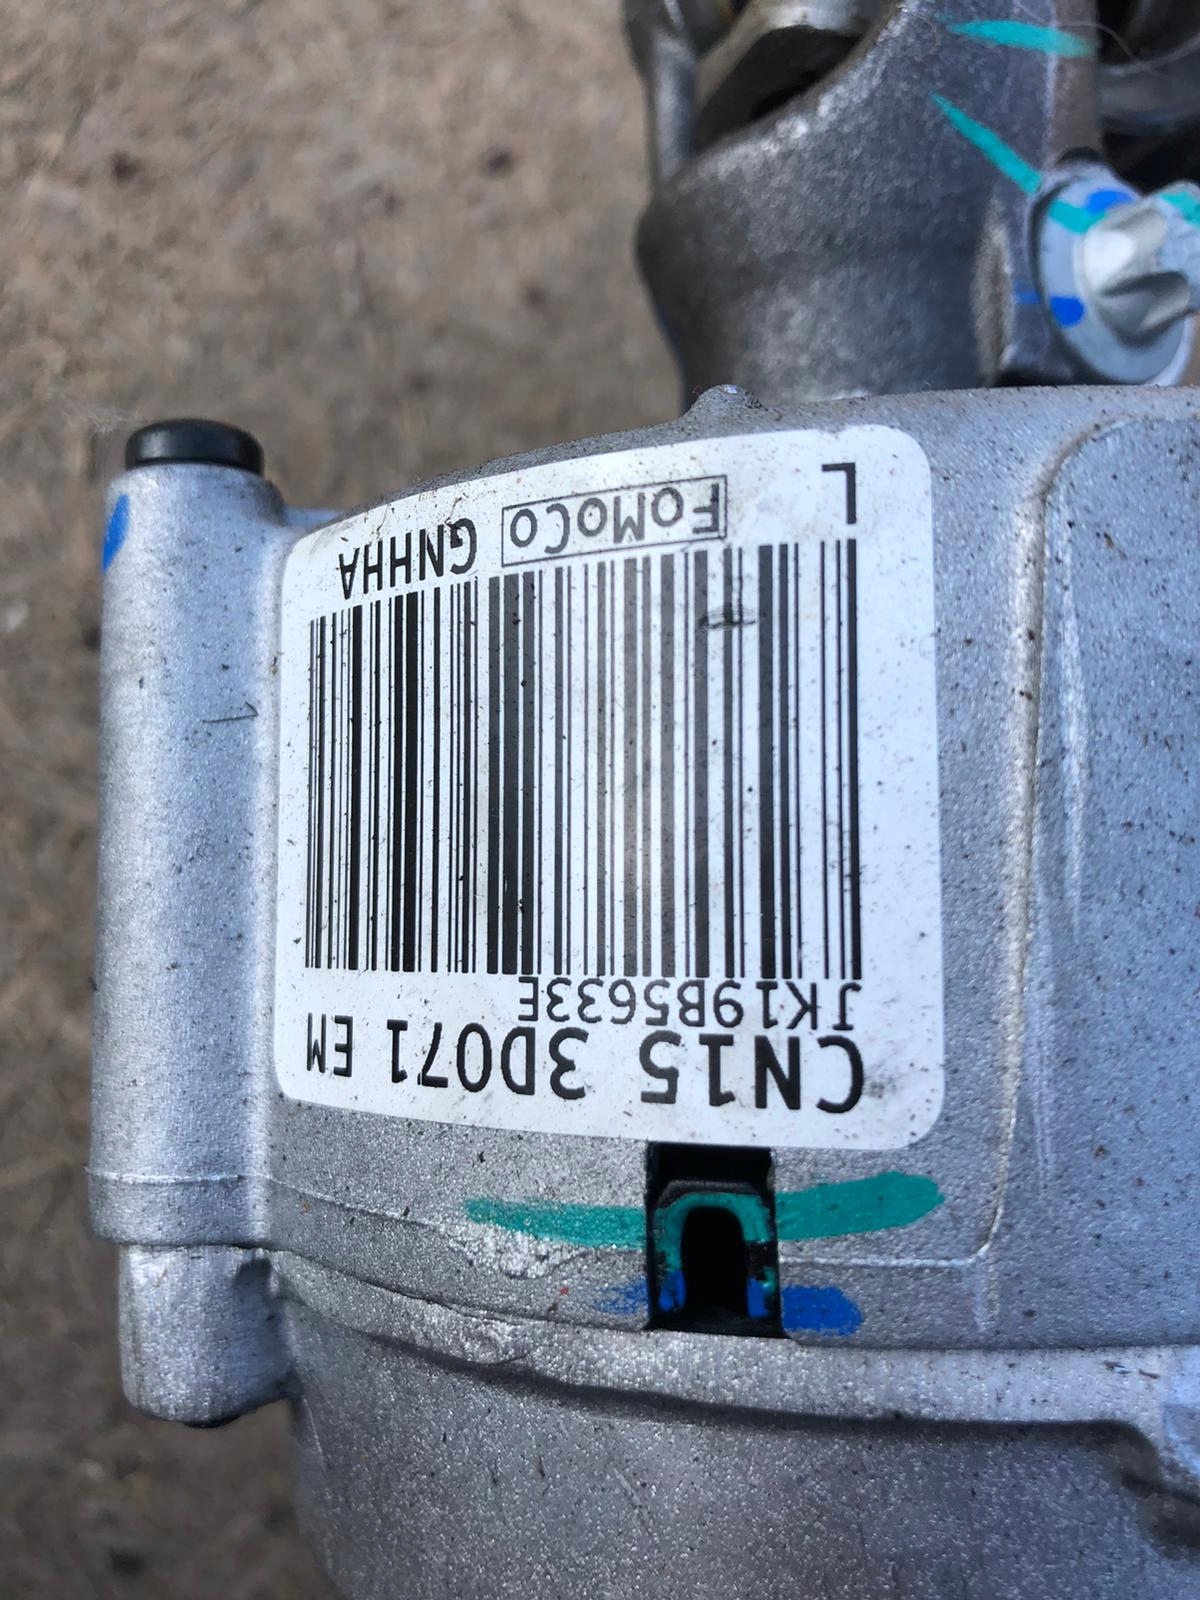 CN15 3D071 EM
JK19B5633E
L FoMoCo GNHHA